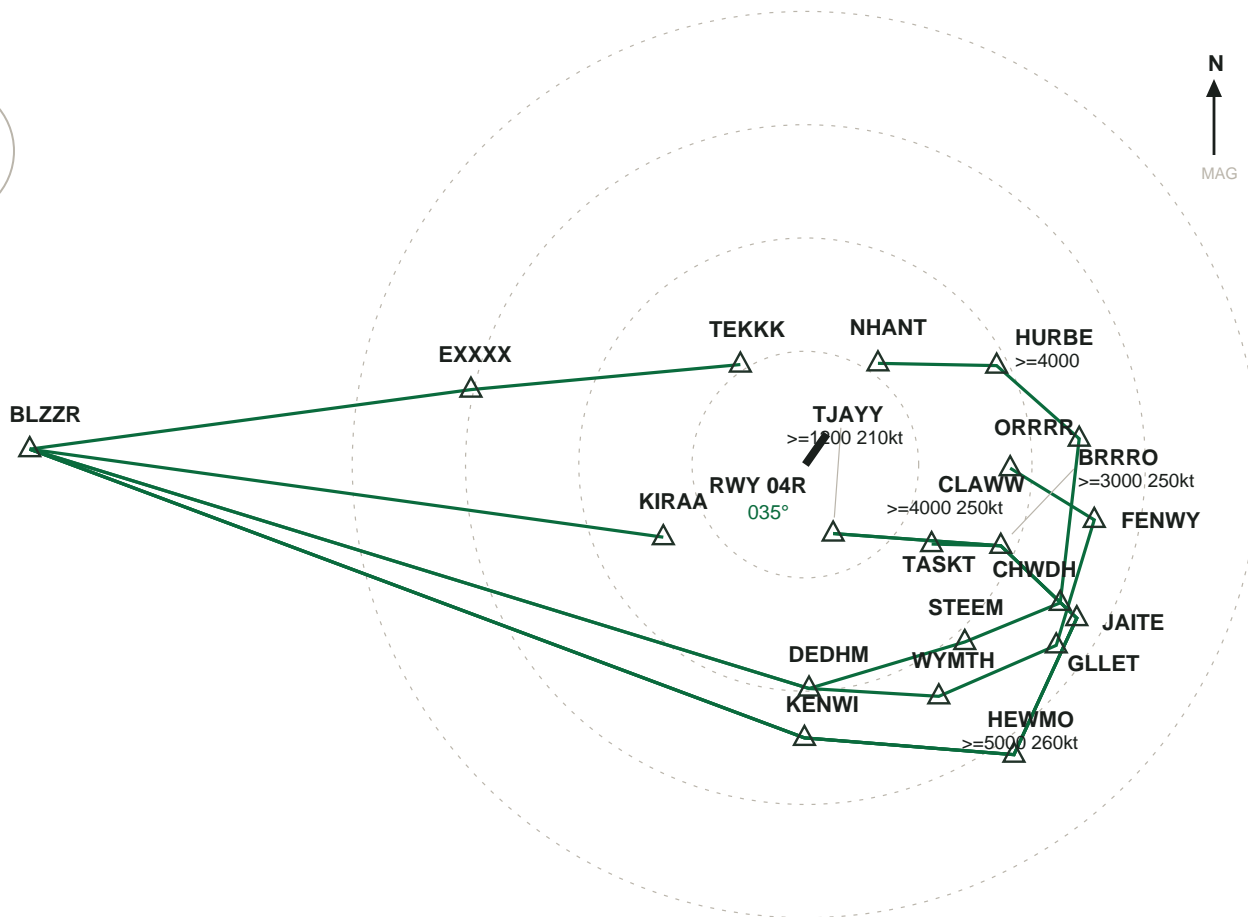 N
MAG
TEKKK
NHANT
HURBE
>=4000
EXXXX
BLZZR
TJAYY
>=1200 210kt
ORRRR
BRRRO
>=3000 250kt
RWY 04R
035°
CLAWW
>=4000 250kt
KIRAA
FENWY
TASKT
CHWDH
STEEM
JAITE
DEDHM
WYMTH
GLLET
KENWI
HEWMO
>=5000 260kt